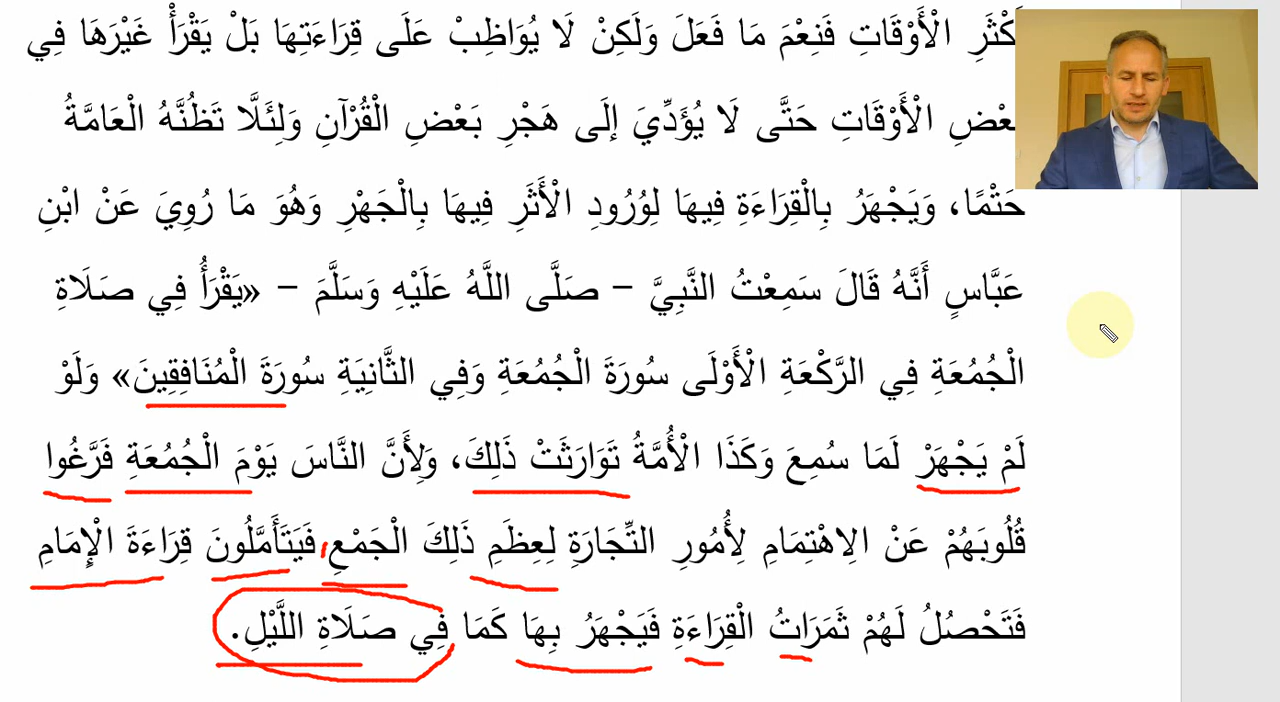 كْثَرِ الْأَوْقَاتِ فَنِعْمَ مَا فَعَلَ وَلَكِنْ لَا يُوَاظِبْ عَلَى قِرَاءَتِهَا بَلْ يَقْرَأْ غَيْرَهَا فِي
عْضِ الْأَوْقَاتِ حَتَّى لَا يُؤَدِّيَ إلَى هَجْرِ بَعْضِ الْقُرْآنِ وَلِئَلَّا تَظُنَّهُ الْعَامَّةُ
حَتْمًا، وَيَجْهَرُ بِالْقِرَاءَةِ فِيهَا لِوُرُودِ الْأَثَرِ فِيهَا بِالْجَهْرِ وَهُوَ مَا رُوِيَ عَنْ ابْنِ
عَبَّاسٍ أَنَّهُ قَالَ سَمِعْتُ النَّبِيَّ – صَلَّى اللَّهُ عَلَيْهِ وَسَلَّمَ – «يَقْرَأُ فِي صَلَاةِ
الْجُمُعَةِ فِي الرَّكْعَةِ الْأَوْلَى سُورَةَ الْجُمُعَةِ وَفِي الثَّانِيَةِ سُورَةَ الْمُنَافِقِينَ» وَلَوْ
لَمْ يَجْهَرْ لَمَا سُمِعَ وَكَذَا الْأُمَّةُ تَوَارَثَتْ ذَلِكَ، وَلِأَنَّ النَّاسَ يَوْمَ الْجُمُعَةِ فَرَّغُوا
قُلُوبَهُمْ عَنْ الِاهْتِمَامِ لِأُمُورِ التِّجَارَةِ لِعِظَمِ ذَلِكَ الْجَمْعِ فَيَتَأَمَّلُونَ قِرَاءَةَ الْإِمَامِ
فَتَحْصُلُ لَهُمْ ثَمَرَاتُ الْقِرَاءَةِ فَيَجْهَرُ بِهَا كَمَا فِي صَلَاةِ اللَّيْلِ.